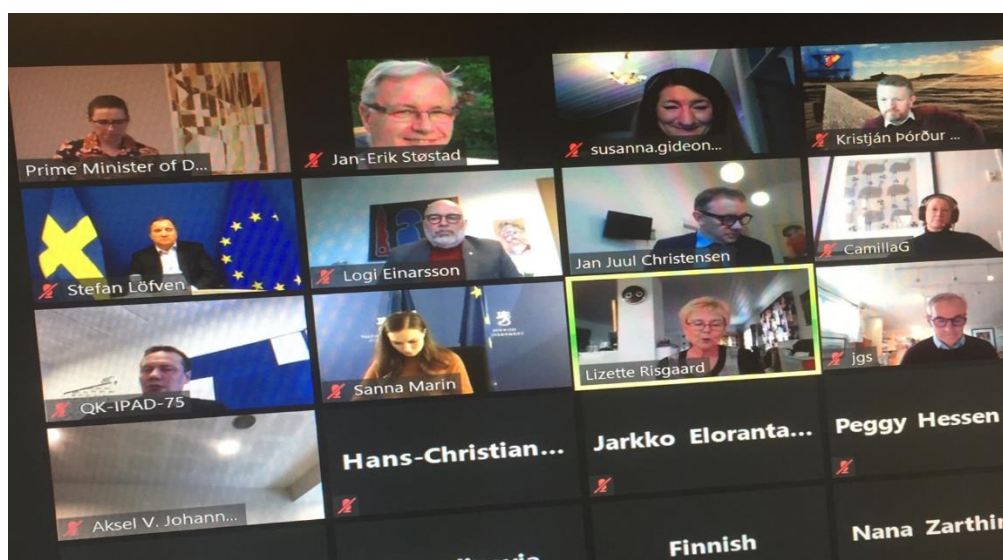 Prime Minister of D...
Jan-Erik Støstad
susanna.gideon...
Kristján Þórður ...
Stefan Löfven
Logi Einarsson
Jan Juul Christensen
CamillaG
QK-IPAD-75
Sanna Marin
Lizette Risgaard
jgs
Aksel V. Johann...
Hans-Christian...
Jarkko Eloranta...
Peggy Hessen
Finnish
Nana Zarthin